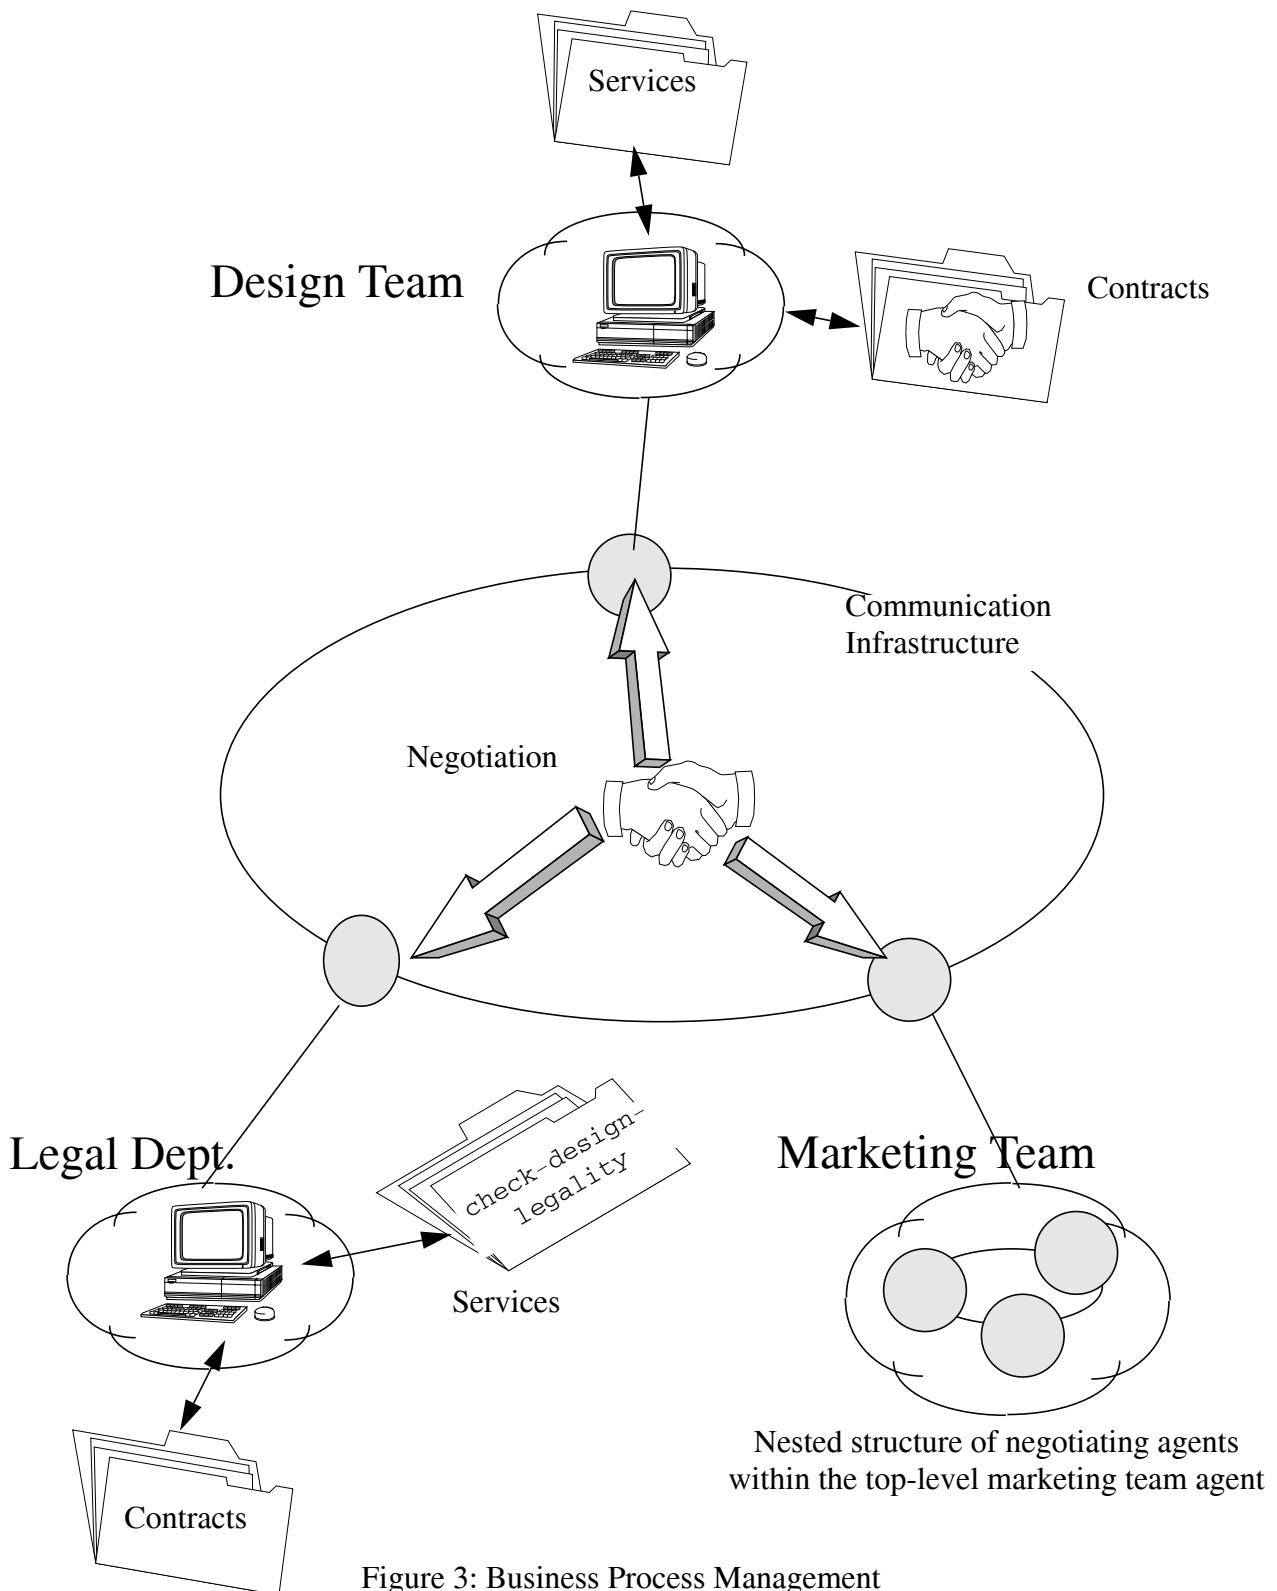 Services
Design Team
Contracts
Communication
Infrastructure
Negotiation
Legal Dept.
check-design-
legality
Services
Marketing Team
Nested structure of negotiating agents
within the top-level marketing team agent
Contracts
Figure 3: Business Process Management